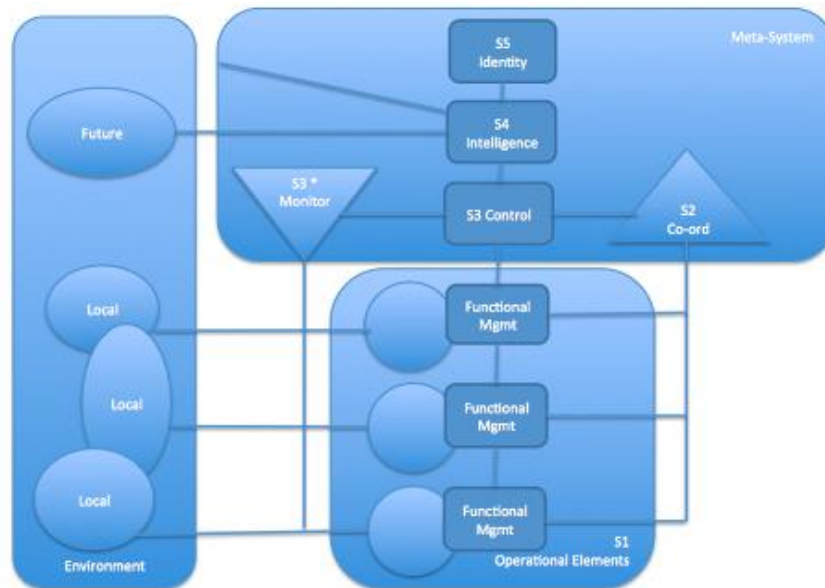 Meta-System
S5
Identity
Future
S4
Intelligence
S3 *
Monitor
S3 Control
S2
Co-ord
Local
Functional
Mgmt
Local
Functional
Mgmt
Local
Functional
Mgmt
S1
Operational Elements
Environment